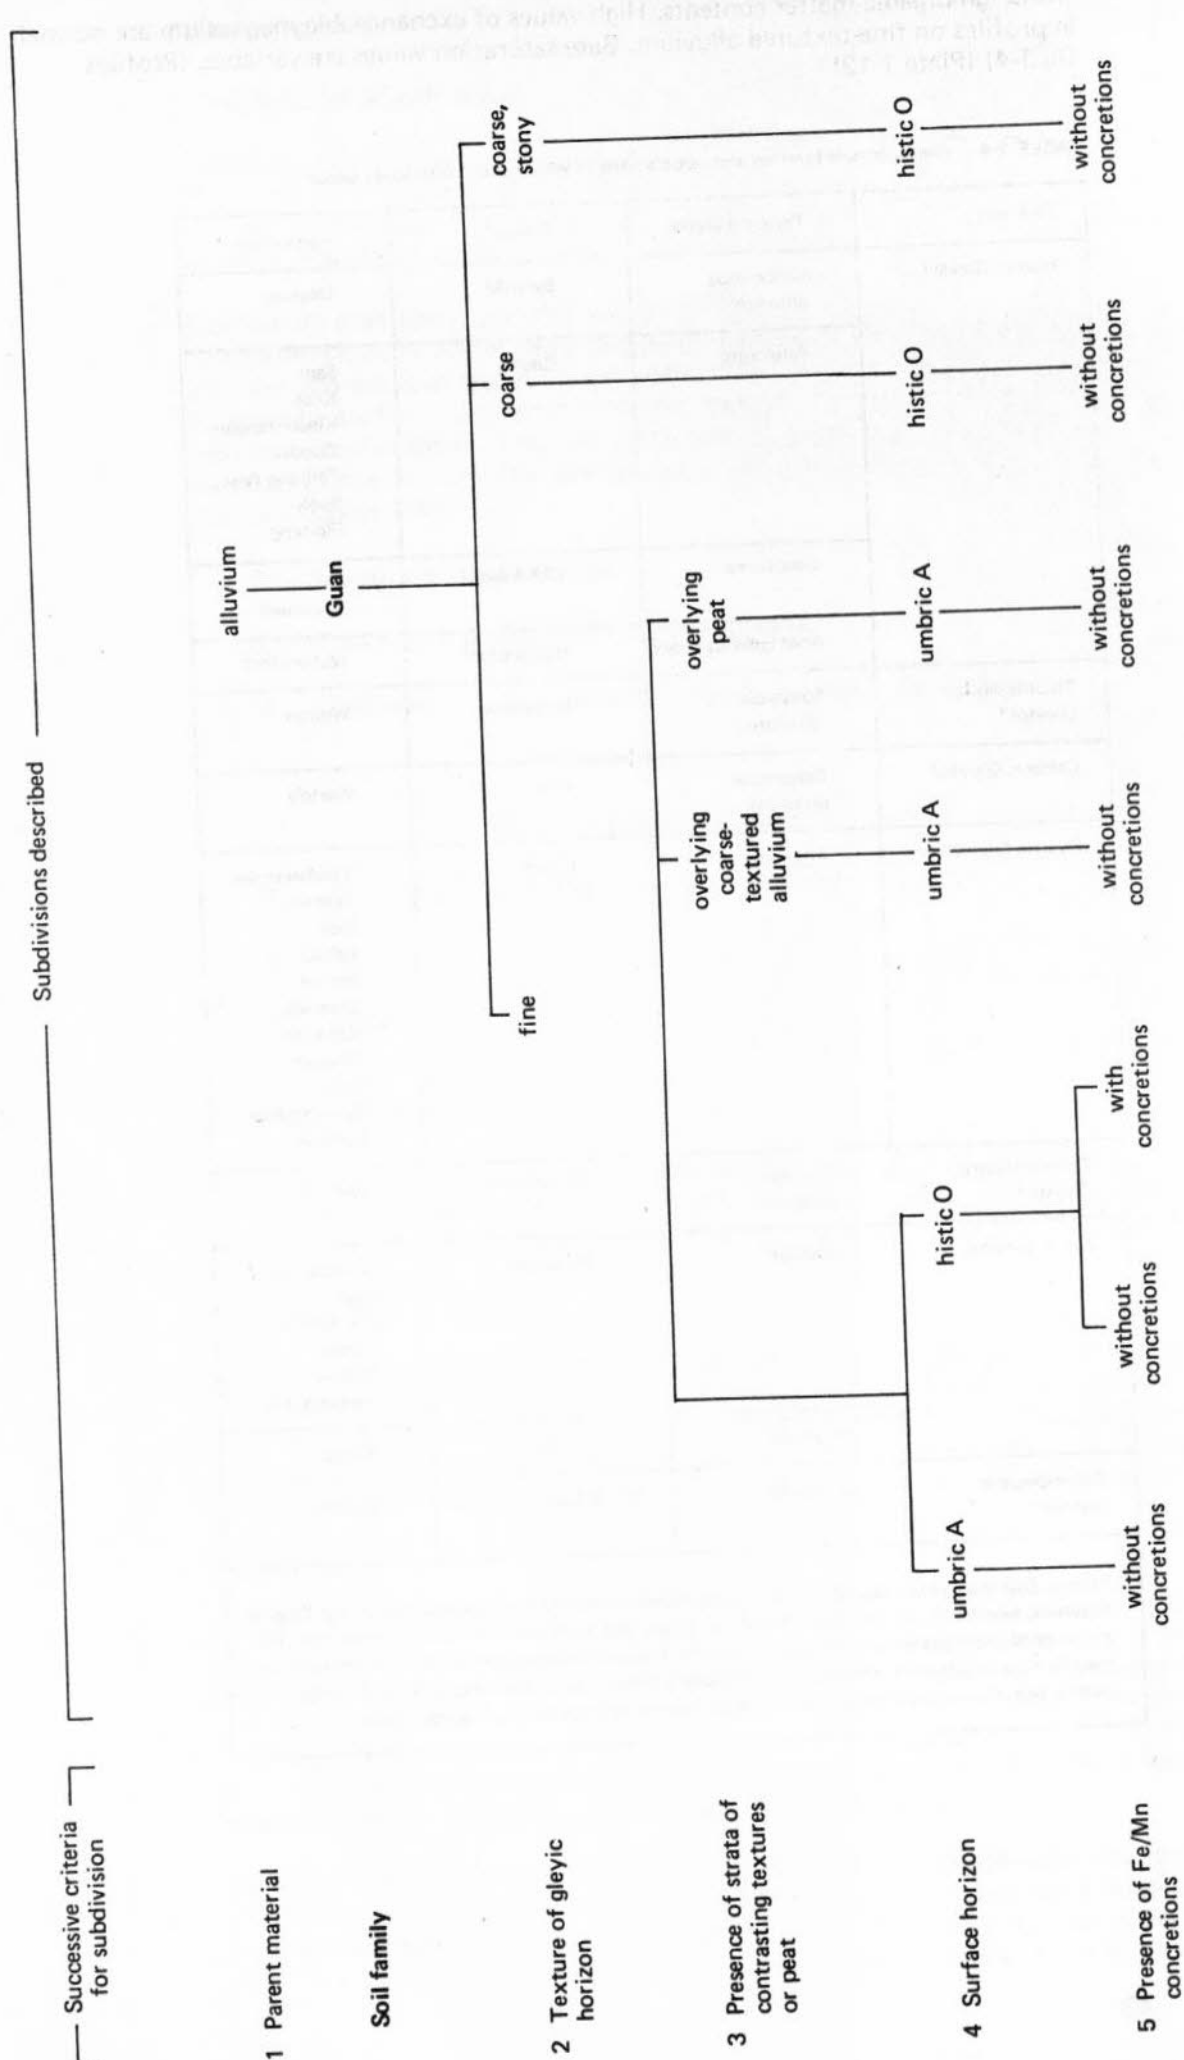 Successive criteria
for subdivision
Subdivisions described
1 Parent material
alluvium
Soil family
Guan
2 Texture of gleyic
horizon
fine
coarse
coarse,
stony
3 Presence of strata of
contrasting textures
or peat
overlying
coarse-
textured
alluvium
overlying
peat
4 Surface horizon
umbric A
histic O
umbric A
umbric A
histic O
histic O
5 Presence of Fe/Mn
concretions
without
concretions
without
concretions
with
concretions
without
concretions
without
concretions
without
concretions
without
concretions